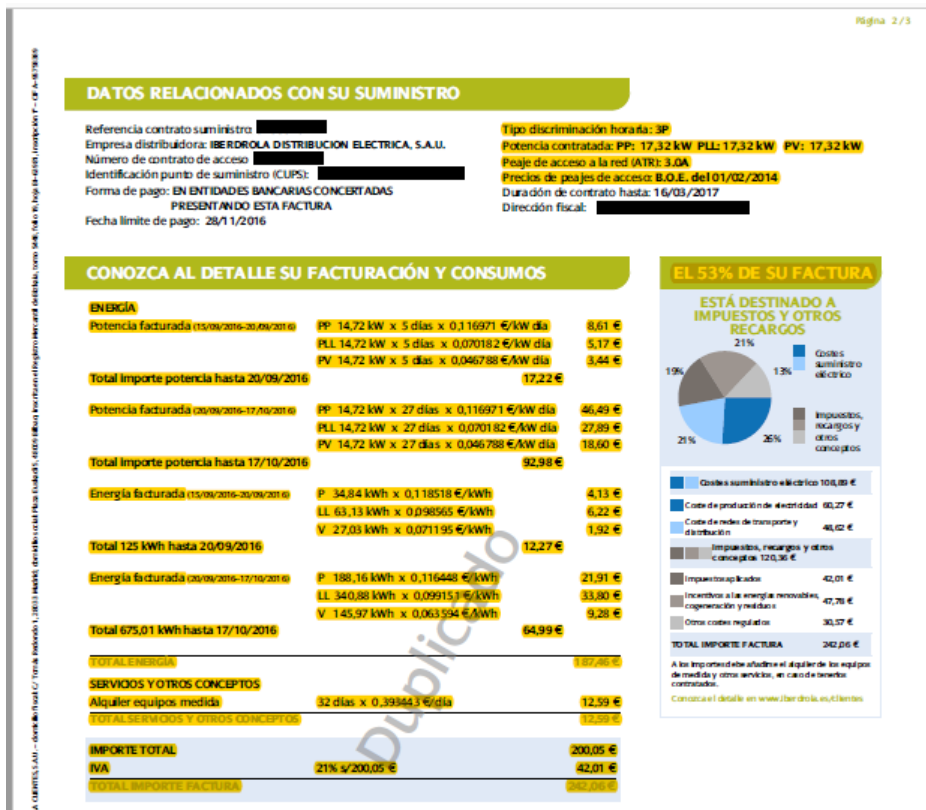 Página 2/3
DATOS RELACIONADOS CON SU SUMINISTRO
Referencia contrato suministro:
Empresa distribuidora: IBERDROLA DISTRIBUCION ELECTRICA, S.A.U.
Número de contrato de acceso
Identificación punto de suministro (CUPS):
Forma de pago: EN ENTIDADES BANCARIAS CONCERTADAS
PRESENTANDO ESTA FACTURA
Fecha límite de pago: 28/11/2016
Tipo discriminación horaria: 3P
Potencia contratada: PP: 17,32 kW PLL: 17,32 kW PV: 17,32 kW
Peaje de acceso a la red (ATR): 3.0A
Precios de peajes de acceso: B.O.E. del 01/02/2014
Duración de contrato hasta: 16/03/2017
Dirección fiscal:
CONOZCA AL DETALLE SU FACTURACIÓN Y CONSUMOS
ENERGÍA
Potencia facturada (15/09/2016-20/09/2016) PP 14,72 kW x 5 días x 0,116971 €/kW día 8,61 €
PLL 14,72 kW x 5 días x 0,070182 €/kW día 5,17 €
PV 14,72 kW x 5 días x 0,046788 €/kW día 3,44 €
Total importe potencia hasta 20/09/2016 17,22 €
Potencia facturada (20/09/2016-17/10/2016) PP 14,72 kW x 27 días x 0,116971 €/kW día 46,49 €
PLL 14,72 kW x 27 días x 0,070182 €/kW día 27,89 €
PV 14,72 kW x 27 días x 0,046788 €/kW día 18,60 €
Total importe potencia hasta 17/10/2016 92,98 €
Energía facturada (15/09/2016-20/09/2016) P 34,84 kWh x 0,118518 €/kWh 4,13 €
LL 63,13 kWh x 0,098565 €/kWh 6,22 €
V 27,03 kWh x 0,071195 €/kWh 1,92 €
Total 125 kWh hasta 20/09/2016 12,27 €
Energía facturada (20/09/2016-17/10/2016) P 188,16 kWh x 0,116448 €/kWh 21,91 €
LL 340,88 kWh x 0,099151 €/kWh 33,80 €
V 145,97 kWh x 0,063594 €/kWh 9,28 €
Total 675,01 kWh hasta 17/10/2016 64,99 €
TOTAL ENERGÍA 187,46 €
SERVICIOS Y OTROS CONCEPTOS
Alquiler equipos medida 32 días x 0,393443 €/día 12,59 €
TOTAL SERVICIOS Y OTROS CONCEPTOS 12,59 €
IMPORTE TOTAL 200,05 €
IVA 21% s/200,05 € 42,01 €
TOTAL IMPORTE FACTURA 242,06 €
Duplicado
EL 53% DE SU FACTURA
ESTÁ DESTINADO A
IMPUESTOS Y OTROS
RECARGOS
21%
19%
13%
21%
26%
Costes
suministro
eléctrico
Impuestos,
recargos y
otros
conceptos
Costes suministro eléctrico 108,89 €
Coste de producción de electricidad 60,27 €
Coste de redes de transporte y
distribución 48,62 €
Impuestos, recargos y otros
conceptos 120,36 €
Impuestos aplicados 42,01 €
Incentivos a las energías renovables,
cogeneración y residuos 47,78 €
Otros costes regulados 30,57 €
TOTAL IMPORTE FACTURA 242,06 €
A los importes debe añadirse el alquiler de los equipos
de medida y otros servicios, en caso de tenerlos
contratados.
Conozca el detalle en www.iberdrola.es/clientes